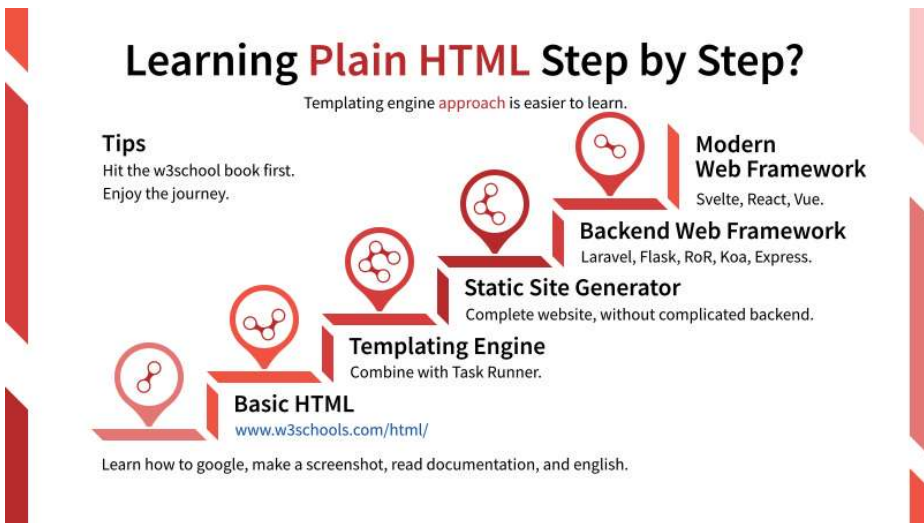 Learning Plain HTML Step by Step?
Templating engine approach is easier to learn.
Tips
Hit the w3school book first.
Enjoy the journey.
Modern
Web Framework
Svelte, React, Vue.
Backend Web Framework
Laravel, Flask, RoR, Koa, Express.
Static Site Generator
Complete website, without complicated backend.
Templating Engine
Combine with Task Runner.
Basic HTML
www.w3schools.com/html/
Learn how to google, make a screenshot, read documentation, and english.